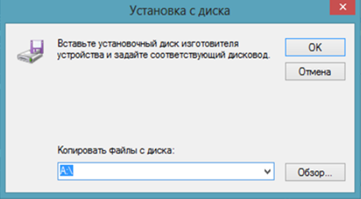 Установка с диска
Вставьте установочный диск изготовителя
устройства и задайте соответствующий дисковод.
OK
Отмена
Копировать файлы с диска:
A:\
Обзор...